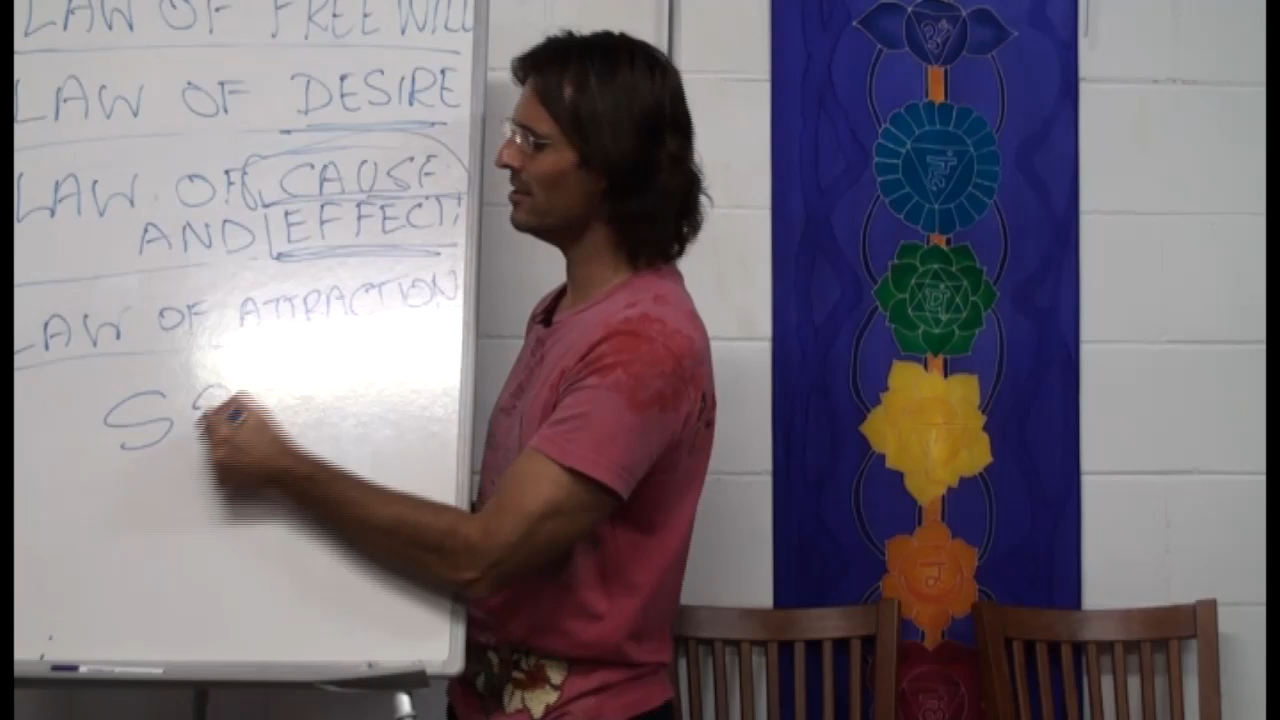 LAW OF FREE WILL
LAW OF DESIRE
LAW OF CAUSE
AND EFFECT
LAW OF ATTRACTION
S
ॐ
हं
यं